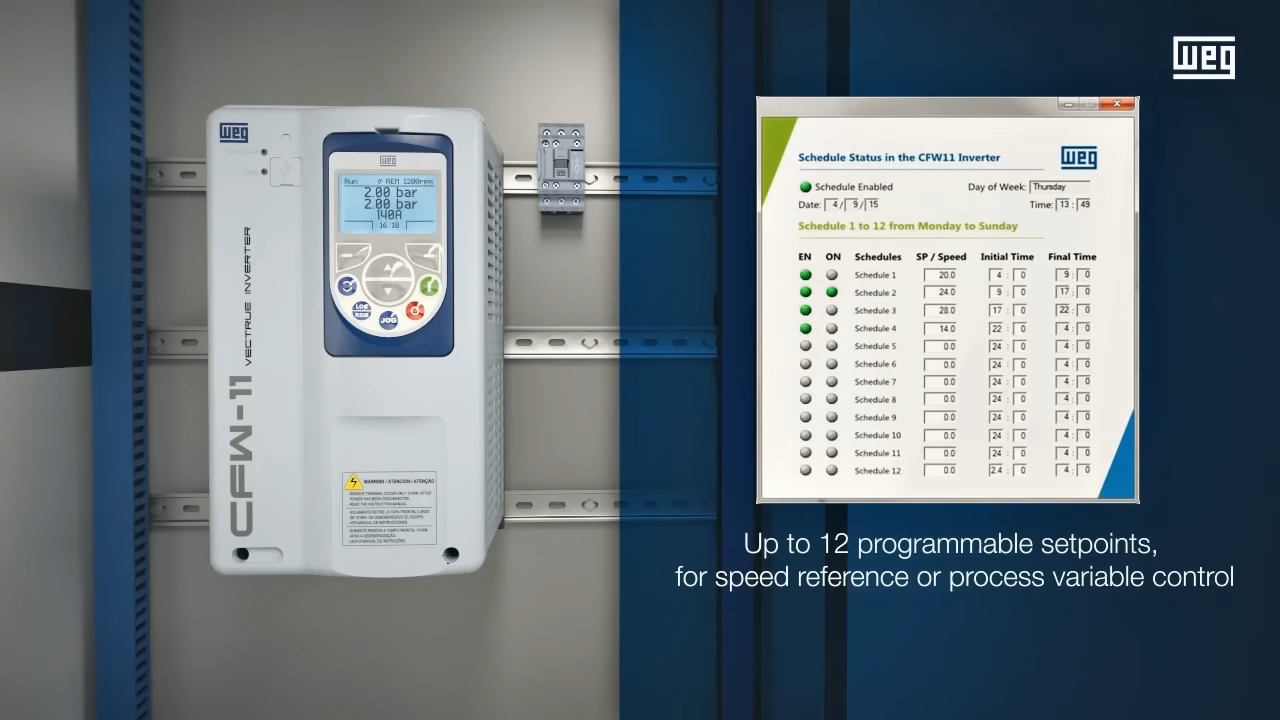 weg
weg
weg
Run REM 1200rpm
2.00 bar
2.00 bar
140A
16:18
LOC
REM
JOG
CFW-11 VECTRUE INVERTER
WARNING / ATENCION / ATENÇÃO
Schedule Status in the CFW11 Inverter
weg
Schedule Enabled Day of Week: Thursday
Date: 4 / 9 / 15 Time: 13 : 49
Schedule 1 to 12 from Monday to Sunday
EN ON Schedules SP / Speed Initial Time Final Time
Schedule 1 20.0 4 : 0 9 : 0
Schedule 2 24.0 9 : 0 17 : 0
Schedule 3 28.0 17 : 0 22 : 0
Schedule 4 14.0 22 : 0 4 : 0
Schedule 5 0.0 24 : 0 4 : 0
Schedule 6 0.0 24 : 0 4 : 0
Schedule 7 0.0 24 : 0 4 : 0
Schedule 8 0.0 24 : 0 4 : 0
Schedule 9 0.0 24 : 0 4 : 0
Schedule 10 0.0 24 : 0 4 : 0
Schedule 11 0.0 24 : 0 4 : 0
Schedule 12 0.0 2.4 : 0 4 : 0
Up to 12 programmable setpoints,
for speed reference or process variable control